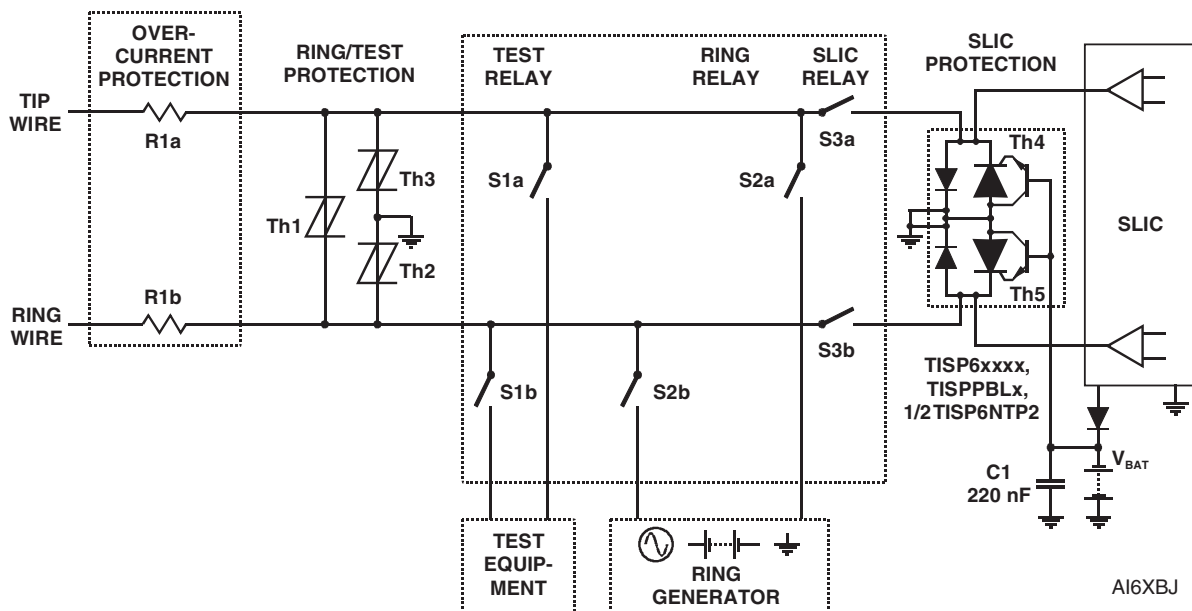 OVER-
CURRENT
PROTECTION
RING/TEST
PROTECTION
TEST
RELAY
RING
RELAY
SLIC
RELAY
SLIC
PROTECTION
TIP
WIRE
R1a
S3a
Th4
Th3
S1a
S2a
Th1
SLIC
Th2
Th5
R1b
RING
WIRE
S3b
S1b
S2b
TISP6xxxx,
TISPPBLx,
1/2TISP6NTP2
C1
220 nF
VBAT
TEST
EQUIP-
MENT
RING
GENERATOR
AI6XBJ